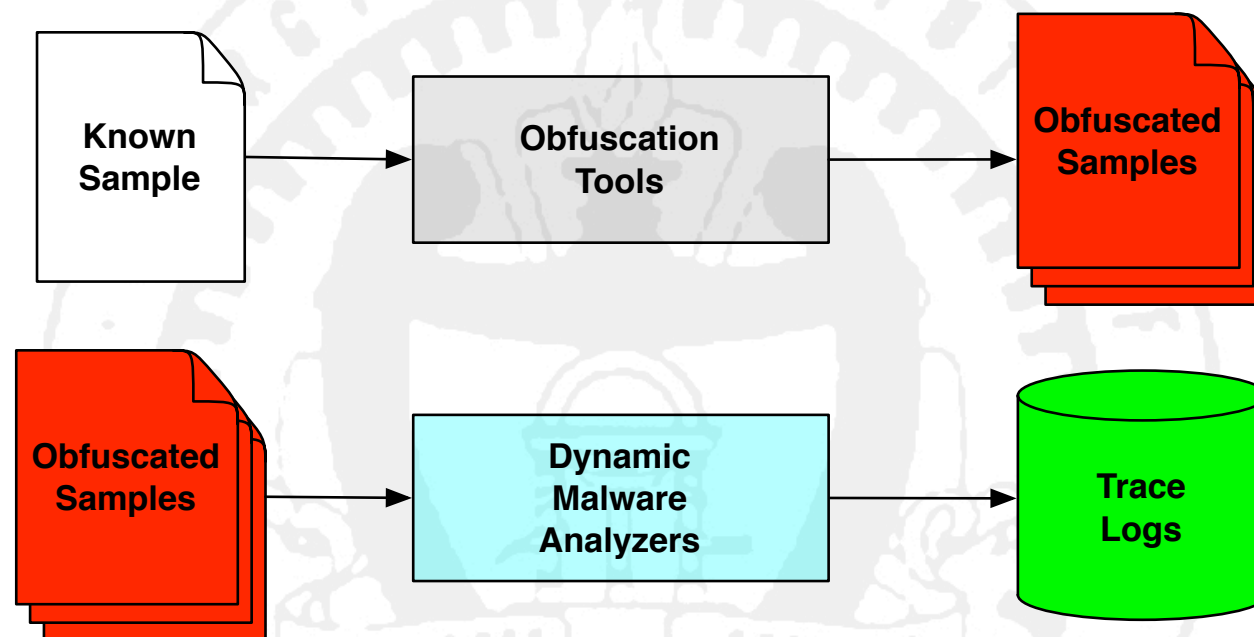 Known
Sample
Obfuscation
Tools
Obfuscated
Samples
Obfuscated
Samples
Dynamic
Malware
Analyzers
Trace
Logs